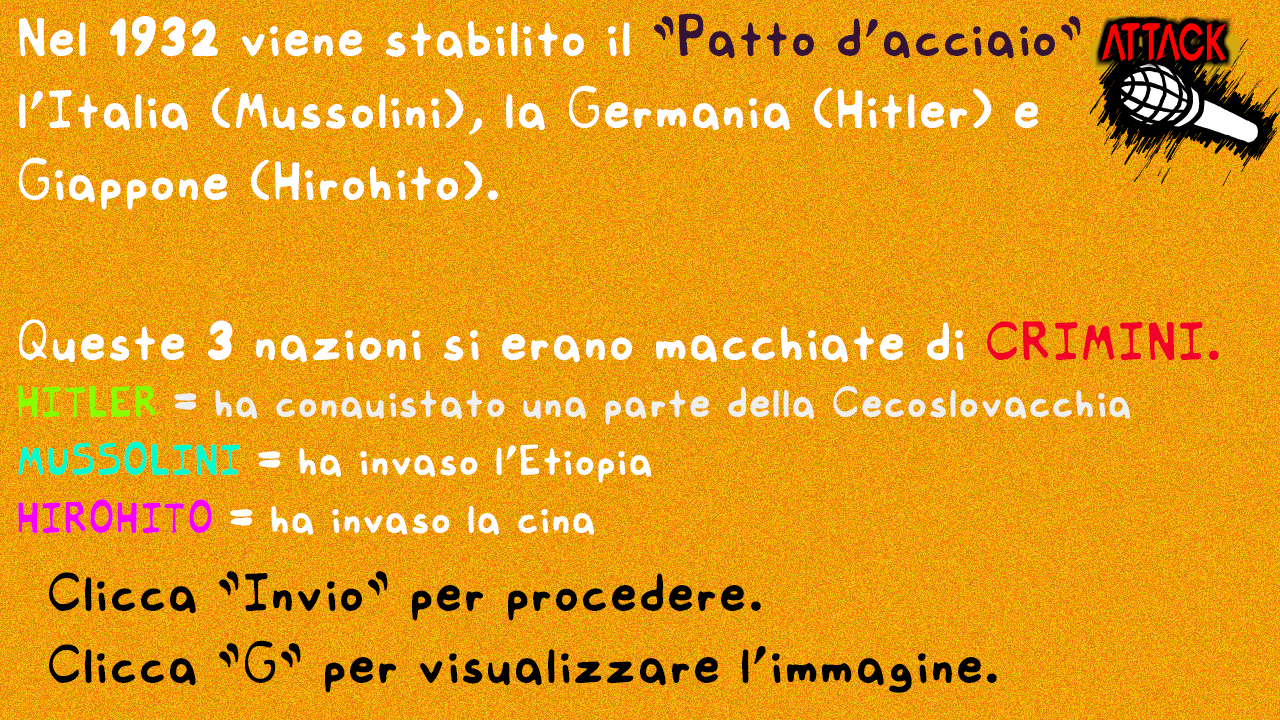 Nel 1932 viene stabilito il "Patto d'acciaio"
ATTACK
l'Italia (Mussolini), la Germania (Hitler) e
Giappone (Hirohito).
Queste 3 nazioni si erano macchiate di CRIMINI.
HITLER = ha conquistato una parte della Cecoslovacchia
MUSSOLINI = ha invaso l'Etiopia
HIROHITO = ha invaso la cina
Clicca "Invio" per procedere.
Clicca "G" per visualizzare l'immagine.